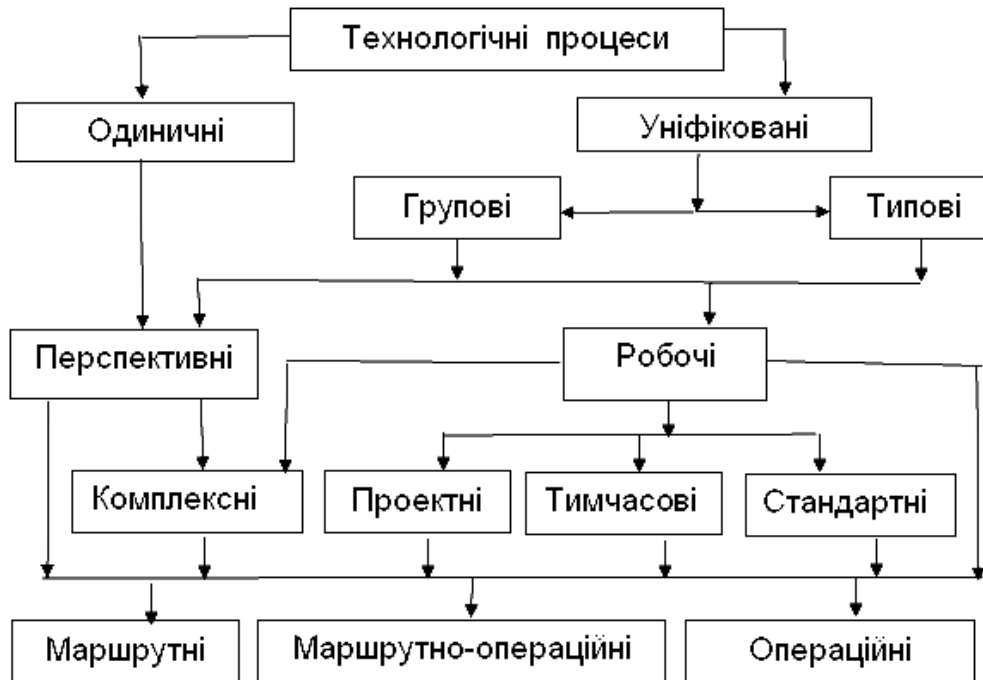 Технологічні процеси
Одиничні
Уніфіковані
Групові
Типові
Перспективні
Робочі
Комплексні
Проектні
Тимчасові
Стандартні
Маршрутні
Маршрутно-операційні
Операційні